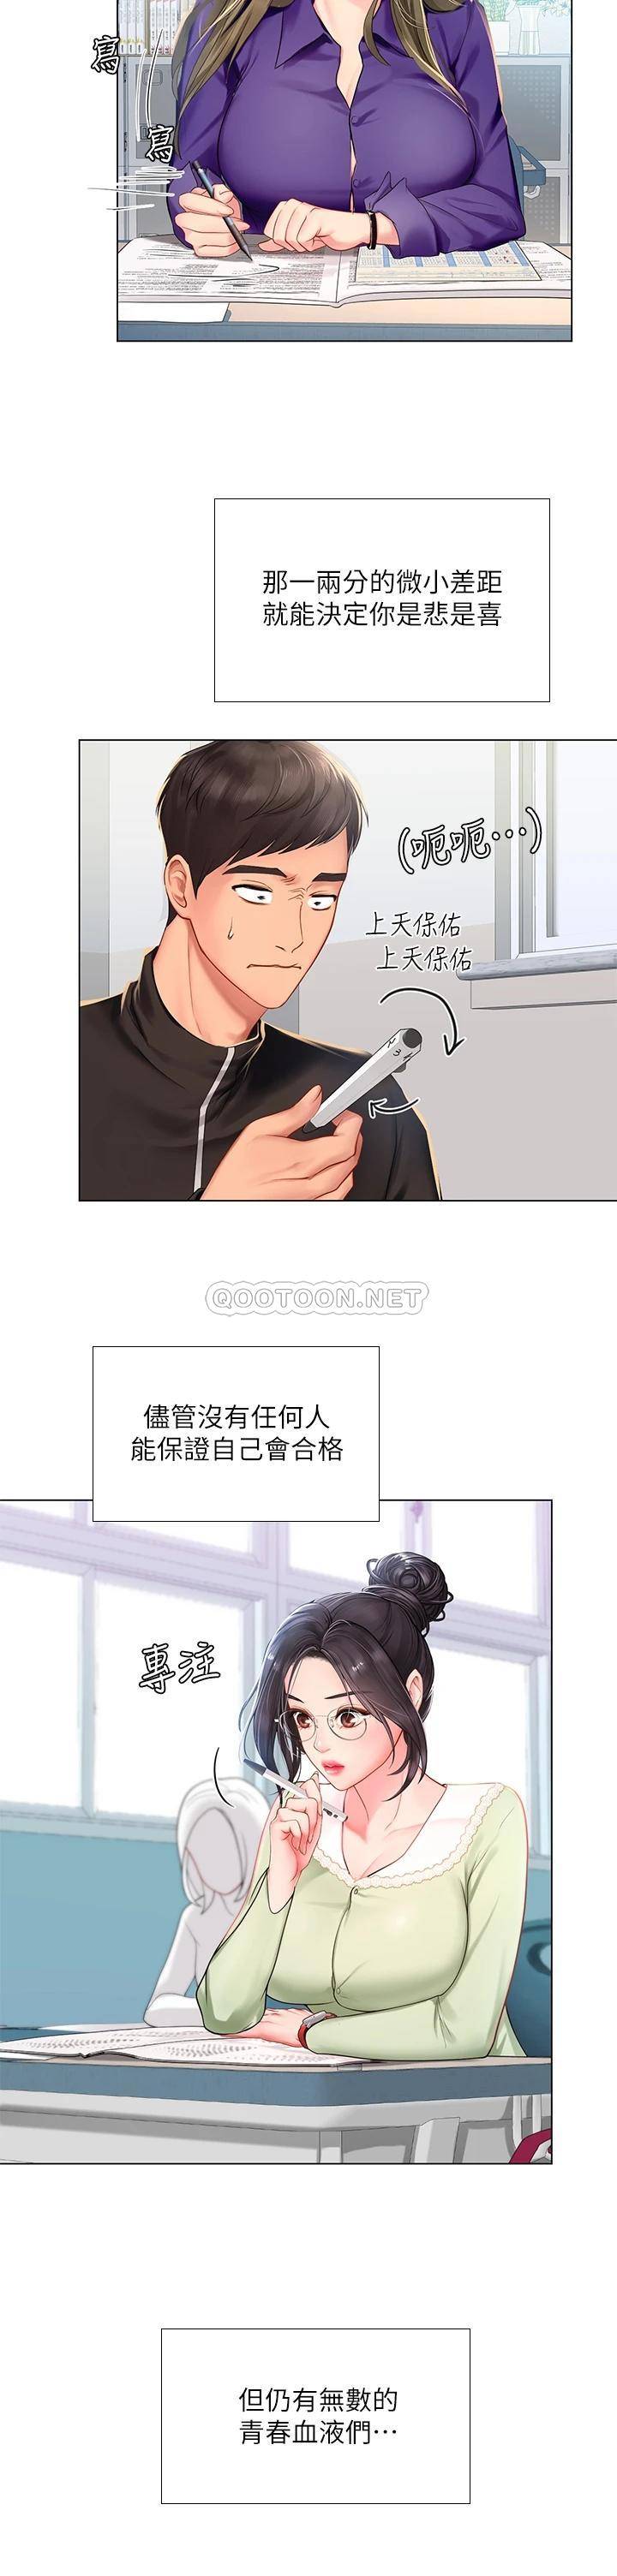 寫
寫
那一兩分的微小差距
就能決定你是悲是喜
(呃呃⋯)
上天保佑
上天保佑
QOOTOON.NET
儘管沒有任何人
能保證自己會合格
專注
但仍有無數的
青春血液們⋯